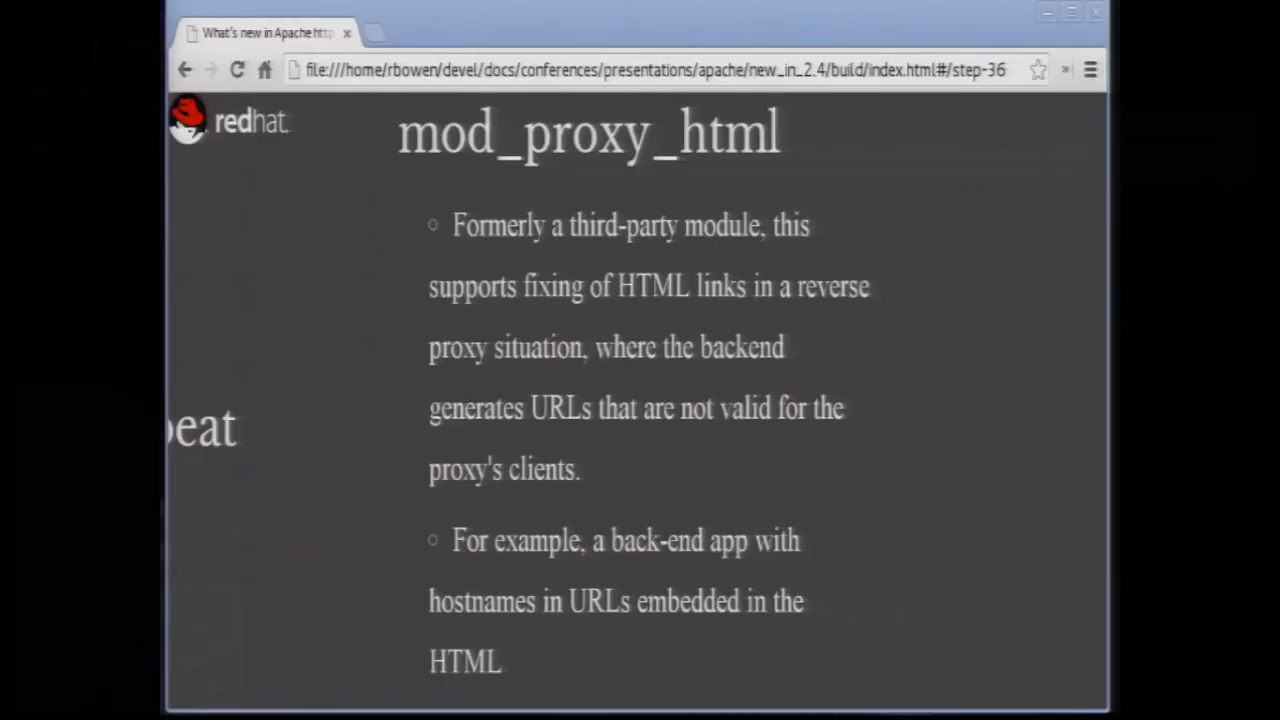 What's new in Apache http
file:///home/rbowen/devel/docs/conferences/presentations/apache/new_in_2.4/build/index.html#/step-36
redhat.
mod_proxy_html
Formerly a third-party module, this
supports fixing of HTML links in a reverse
proxy situation, where the backend
generates URLs that are not valid for the
proxy's clients.
For example, a back-end app with
hostnames in URLs embedded in the
HTML